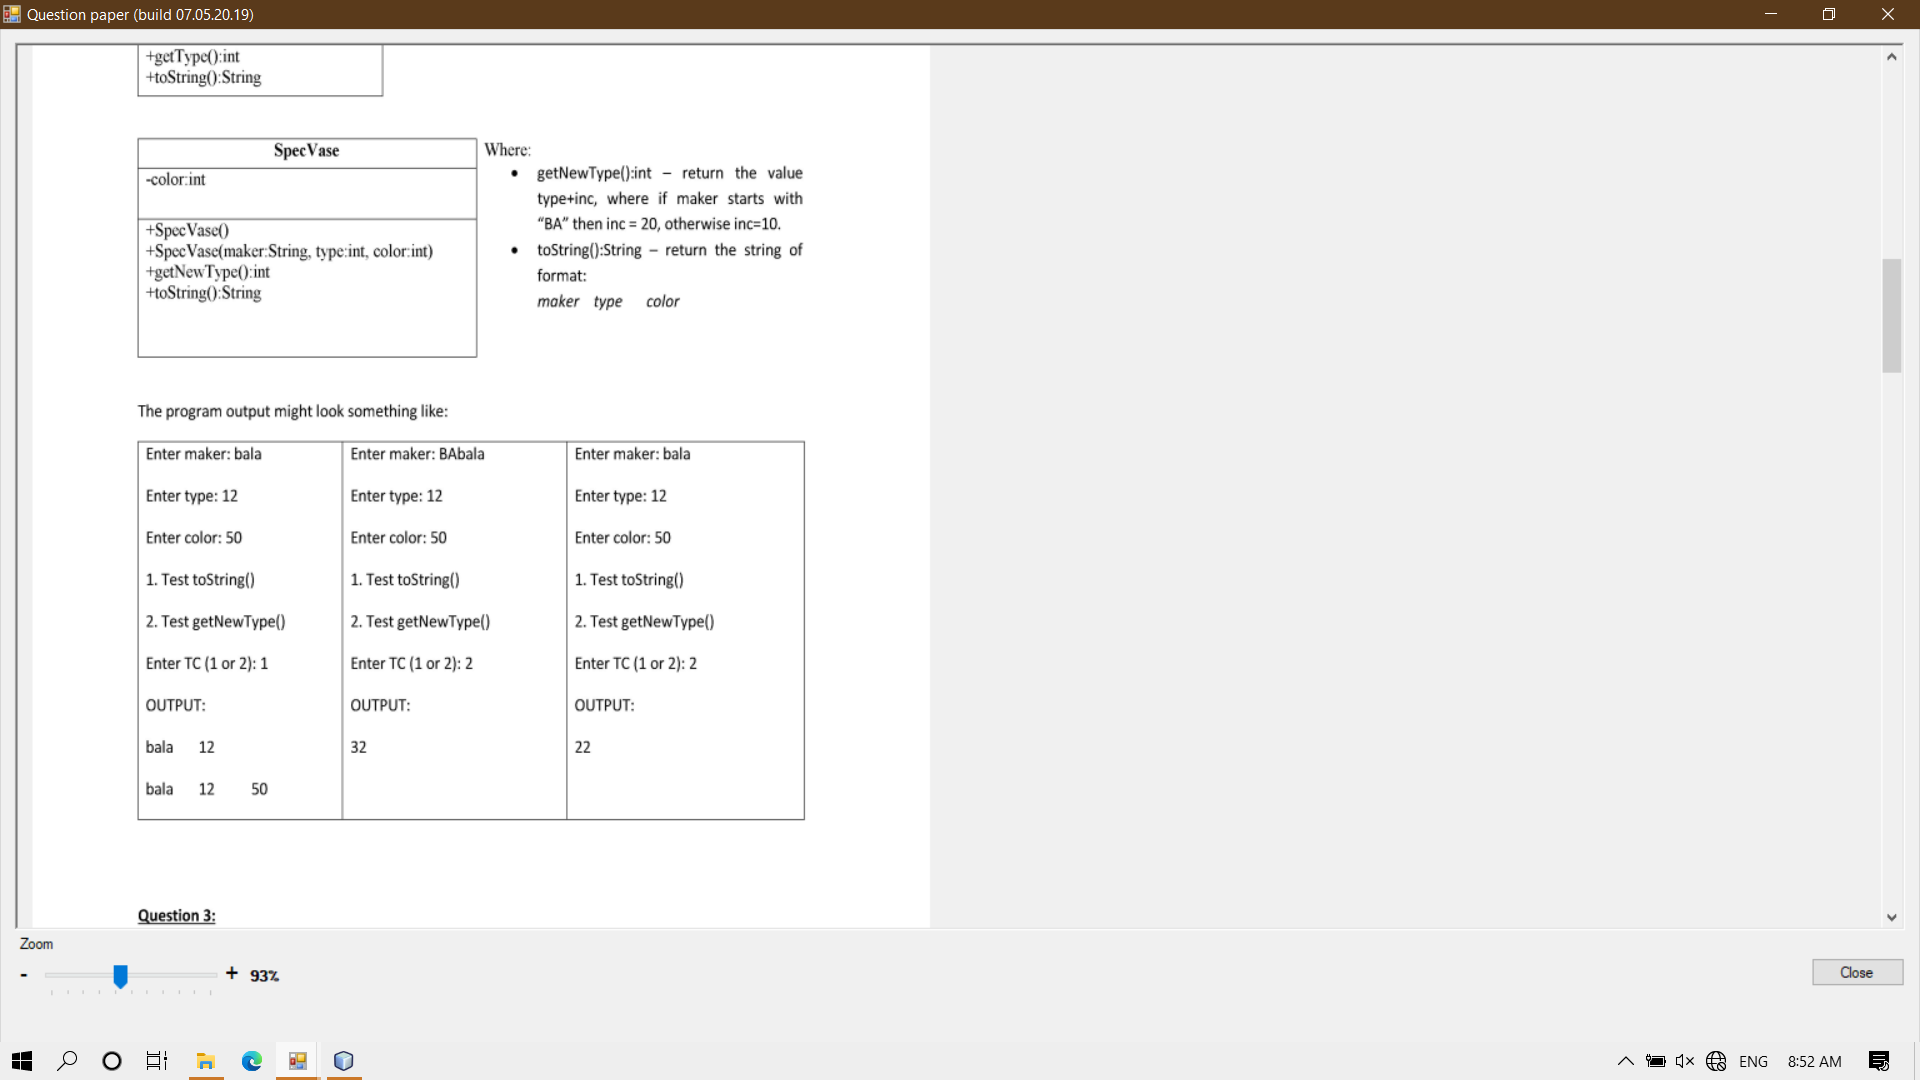 Question paper (build 07.05.20.19)
+getType():int
+toString():String
SpecVase
-color:int
+SpecVase()
+SpecVase(maker:String, type:int, color:int)
+getNewType():int
+toString():String
Where:
• getNewType():int – return the value
type+inc, where if maker starts with
“BA” then inc = 20, otherwise inc=10.
• toString():String – return the string of
format:
maker type color
The program output might look something like:
Enter maker: bala
Enter type: 12
Enter color: 50
1. Test toString()
2. Test getNewType()
Enter TC (1 or 2): 1
OUTPUT:
bala 12
bala 12 50
Enter maker: BAbala
Enter type: 12
Enter color: 50
1. Test toString()
2. Test getNewType()
Enter TC (1 or 2): 2
OUTPUT:
32
Enter maker: bala
Enter type: 12
Enter color: 50
1. Test toString()
2. Test getNewType()
Enter TC (1 or 2): 2
OUTPUT:
22
Question 3:
Zoom
- + 93%
Close
ENG 8:52 AM